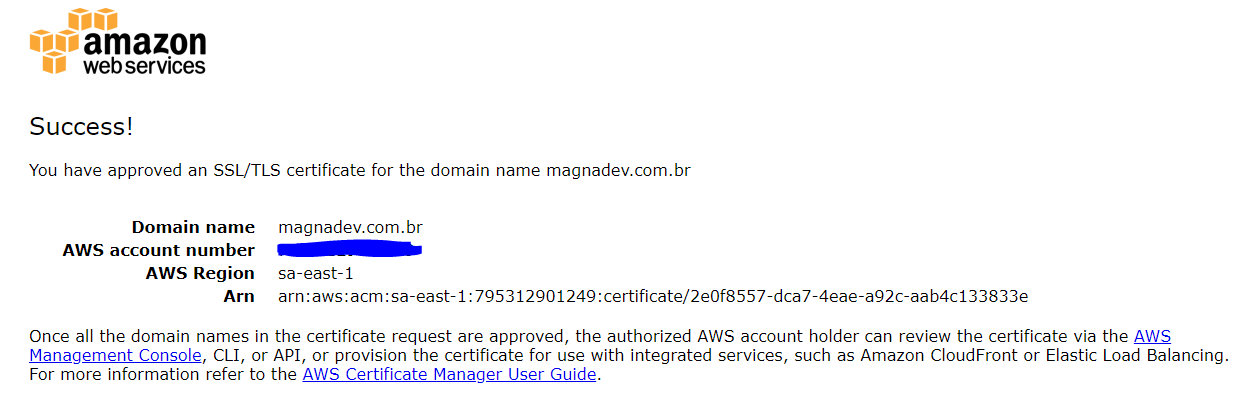 amazon
web services
Success!
You have approved an SSL/TLS certificate for the domain name magnadev.com.br
Domain name magnadev.com.br
AWS account number
AWS Region sa-east-1
Arn arn:aws:acm:sa-east-1:795312901249:certificate/2e0f8557-dca7-4eae-a92c-aab4c133833e
Once all the domain names in the certificate request are approved, the authorized AWS account holder can review the certificate via the AWS
Management Console, CLI, or API, or provision the certificate for use with integrated services, such as Amazon CloudFront or Elastic Load Balancing.
For more information refer to the AWS Certificate Manager User Guide.